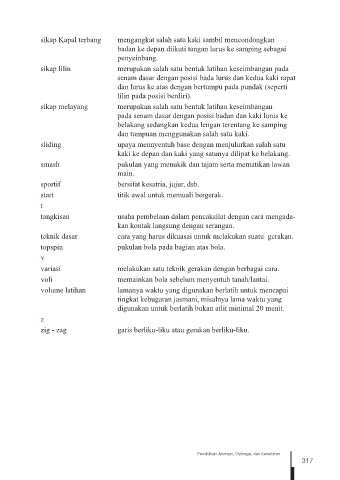 sikap Kapal terbang mengangkat salah satu kaki sambil mencondongkan
badan ke depan diikuti tangan lurus ke samping sebagai
penyeimbang.
sikap lilin merupakan salah satu bentuk latihan keseimbangan pada
senam dasar dengan posisi bada lurus dan kedua kaki rapat
dan lurus ke atas dengan bertumpu pada pundak (seperti
lilin pada posisi berdiri).
sikap melayang merupakan salah satu bentuk latihan keseimbangan
pada senam dasar dengan posisi badan dan kaki lurus ke
belakang sedangkan kedua lengan terentang ke samping
dan tumpuan menggunakan salah satu kaki.
sliding upaya memyentuh base dengan menjulurkan salah satu
kaki ke depan dan kaki yang satunya dilipat ke belakang.
smash pukulan yang menukik dan tajam serta mematikan lawan
main.
sportif bersifat kesatria, jujur, dsb.
start titik awal untuk memuali bergerak.
t
tangkisan usaha pembelaan dalam pencaksilat dengan cara mengada-
kan kontak langsung dengan serangan.
teknik dasar cara yang harus dikuasai untuk melakukan suatu gerakan.
topspin pukulan bola pada bagian atas bola.
v
variasi melakukan satu teknik gerakan dengan berbagai cara.
voli memainkan bola sebelum menyentuh tanah/lantai.
volume latihan lamanya waktu yang digunakan berlatih untuk mencapai
tingkat kebugaran jasmani, misalnya lama waktu yang
digunakan untuk berlatih bukan atlit minimal 20 menit.
z
zig - zag garis berliku-liku atau gerakan berliku-liku.
Pendidikan Jasmani, Olahraga, dan Kesehatan
317